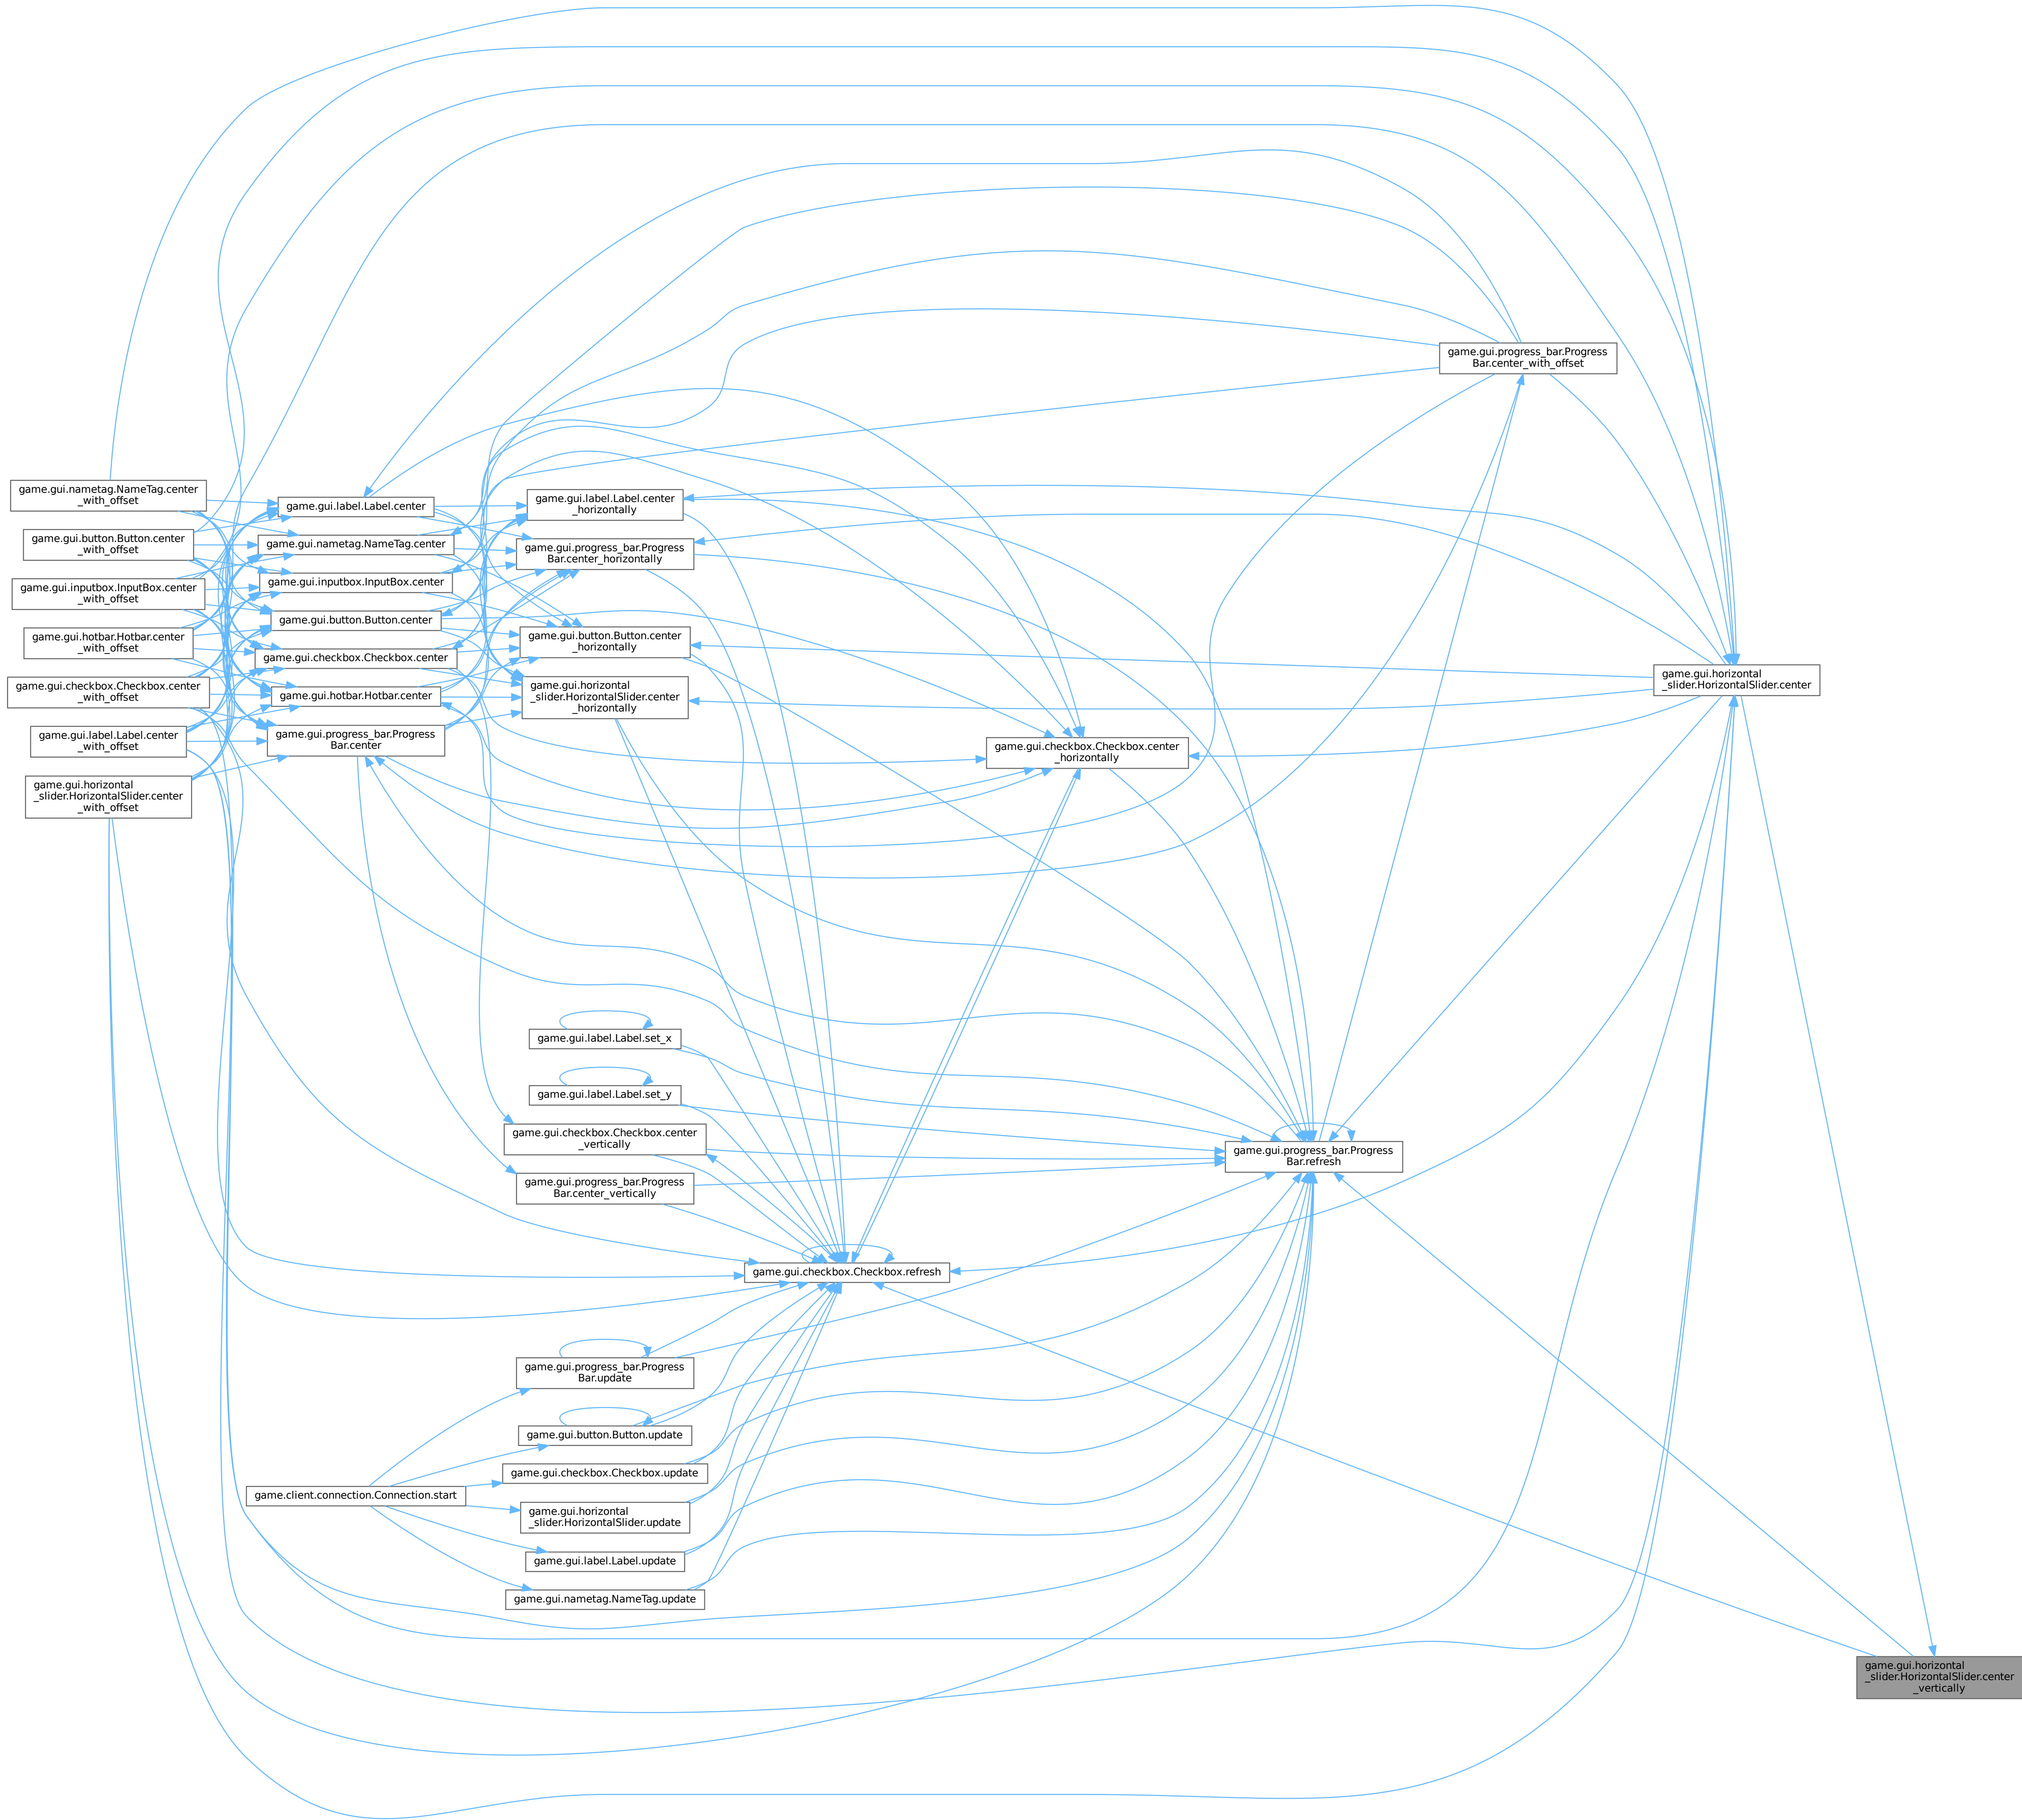 game.gui.progress_bar.Progress
Bar.center_with_offset
game.gui.nametag.NameTag.center
_with_offset
game.gui.button.Button.center
_with_offset
game.gui.inputbox.InputBox.center
_with_offset
game.gui.hotbar.Hotbar.center
_with_offset
game.gui.checkbox.Checkbox.center
_with_offset
game.gui.label.Label.center
_with_offset
game.gui.horizontal
_slider.HorizontalSlider.center
_with_offset
game.gui.label.Label.center
game.gui.nametag.NameTag.center
game.gui.inputbox.InputBox.center
game.gui.button.Button.center
game.gui.checkbox.Checkbox.center
game.gui.hotbar.Hotbar.center
game.gui.progress_bar.Progress
Bar.center
game.gui.label.Label.center
_horizontally
game.gui.progress_bar.Progress
Bar.center_horizontally
game.gui.button.Button.center
_horizontally
game.gui.horizontal
_slider.HorizontalSlider.center
_horizontally
game.gui.checkbox.Checkbox.center
_horizontally
game.gui.horizontal
_slider.HorizontalSlider.center
game.gui.label.Label.set_x
game.gui.label.Label.set_y
game.gui.checkbox.Checkbox.center
_vertically
game.gui.progress_bar.Progress
Bar.center_vertically
game.gui.progress_bar.Progress
Bar.refresh
game.gui.checkbox.Checkbox.refresh
game.gui.progress_bar.Progress
Bar.update
game.gui.button.Button.update
game.gui.checkbox.Checkbox.update
game.client.connection.Connection.start
game.gui.horizontal
_slider.HorizontalSlider.update
game.gui.label.Label.update
game.gui.nametag.NameTag.update
game.gui.horizontal
_slider.HorizontalSlider.center
_vertically